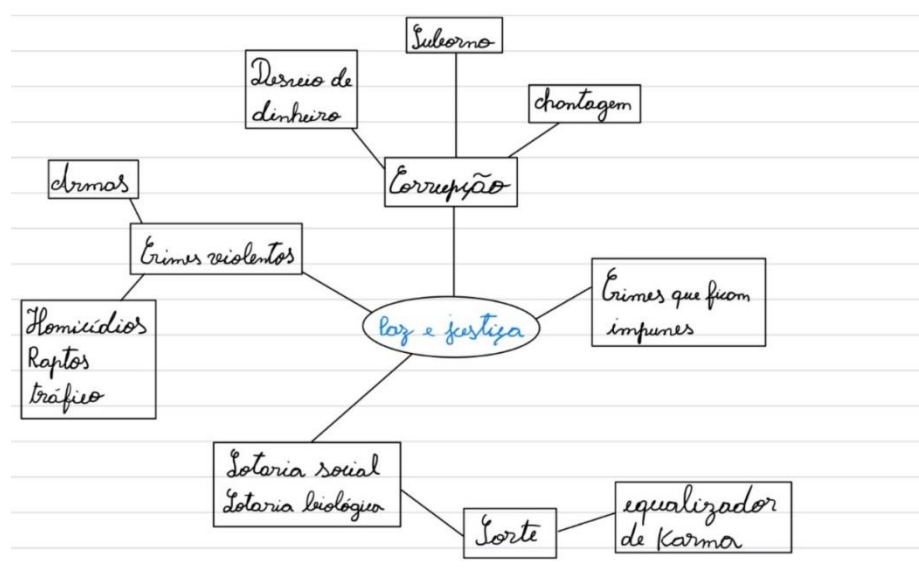 Suborno
Desvio de
dinheiro
chantagem
Corrupção
Armas
Crimes violentos
Homicídios
Raptos
tráfico
Paz e justiça
Crimes que ficam
impunes
Lotaria social
Lotaria biológica
Sorte
equalizador
de Karma